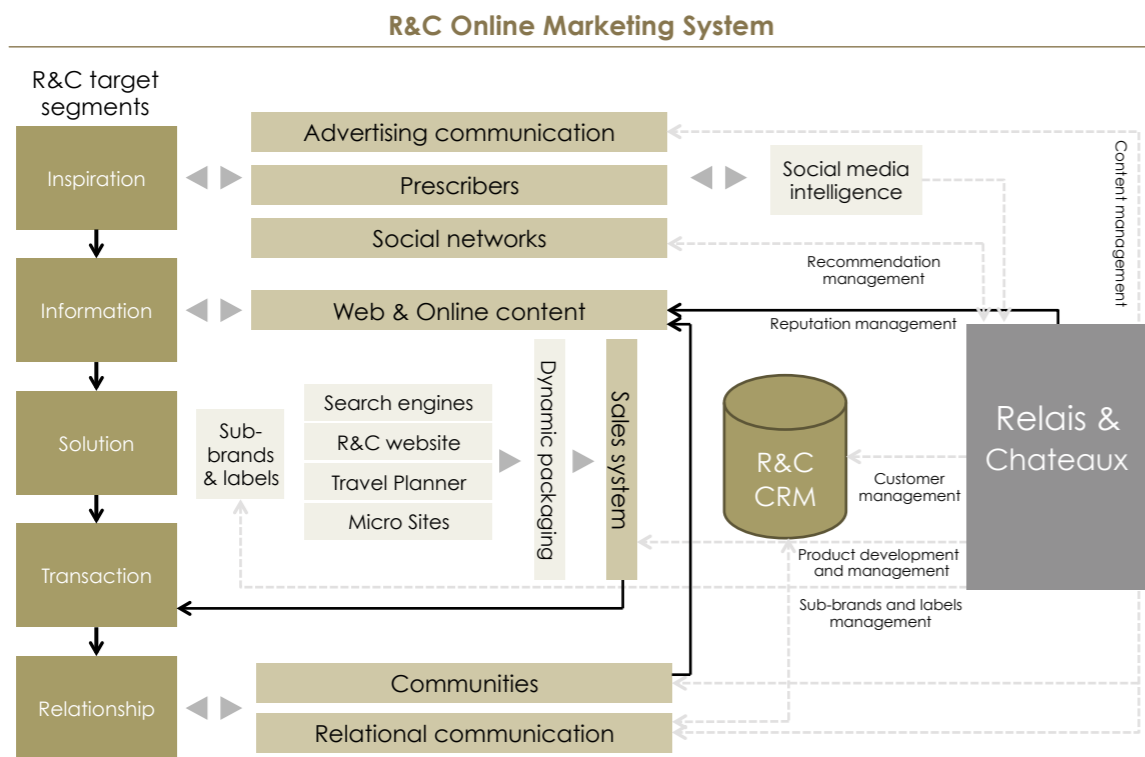 R&C Online Marketing System
R&C target
segments
Inspiration
Information
Solution
Transaction
Relationship
Advertising communication
Prescribers
Social networks
Social media
intelligence
Content management
Recommendation
management
Web & Online content
Reputation management
Sub-
brands
& labels
Search engines
R&C website
Travel Planner
Micro Sites
Dynamic packaging
Sales system
R&C
CRM
Relais &
Chateaux
Customer
management
Product development
and management
Sub-brands and labels
management
Communities
Relational communication